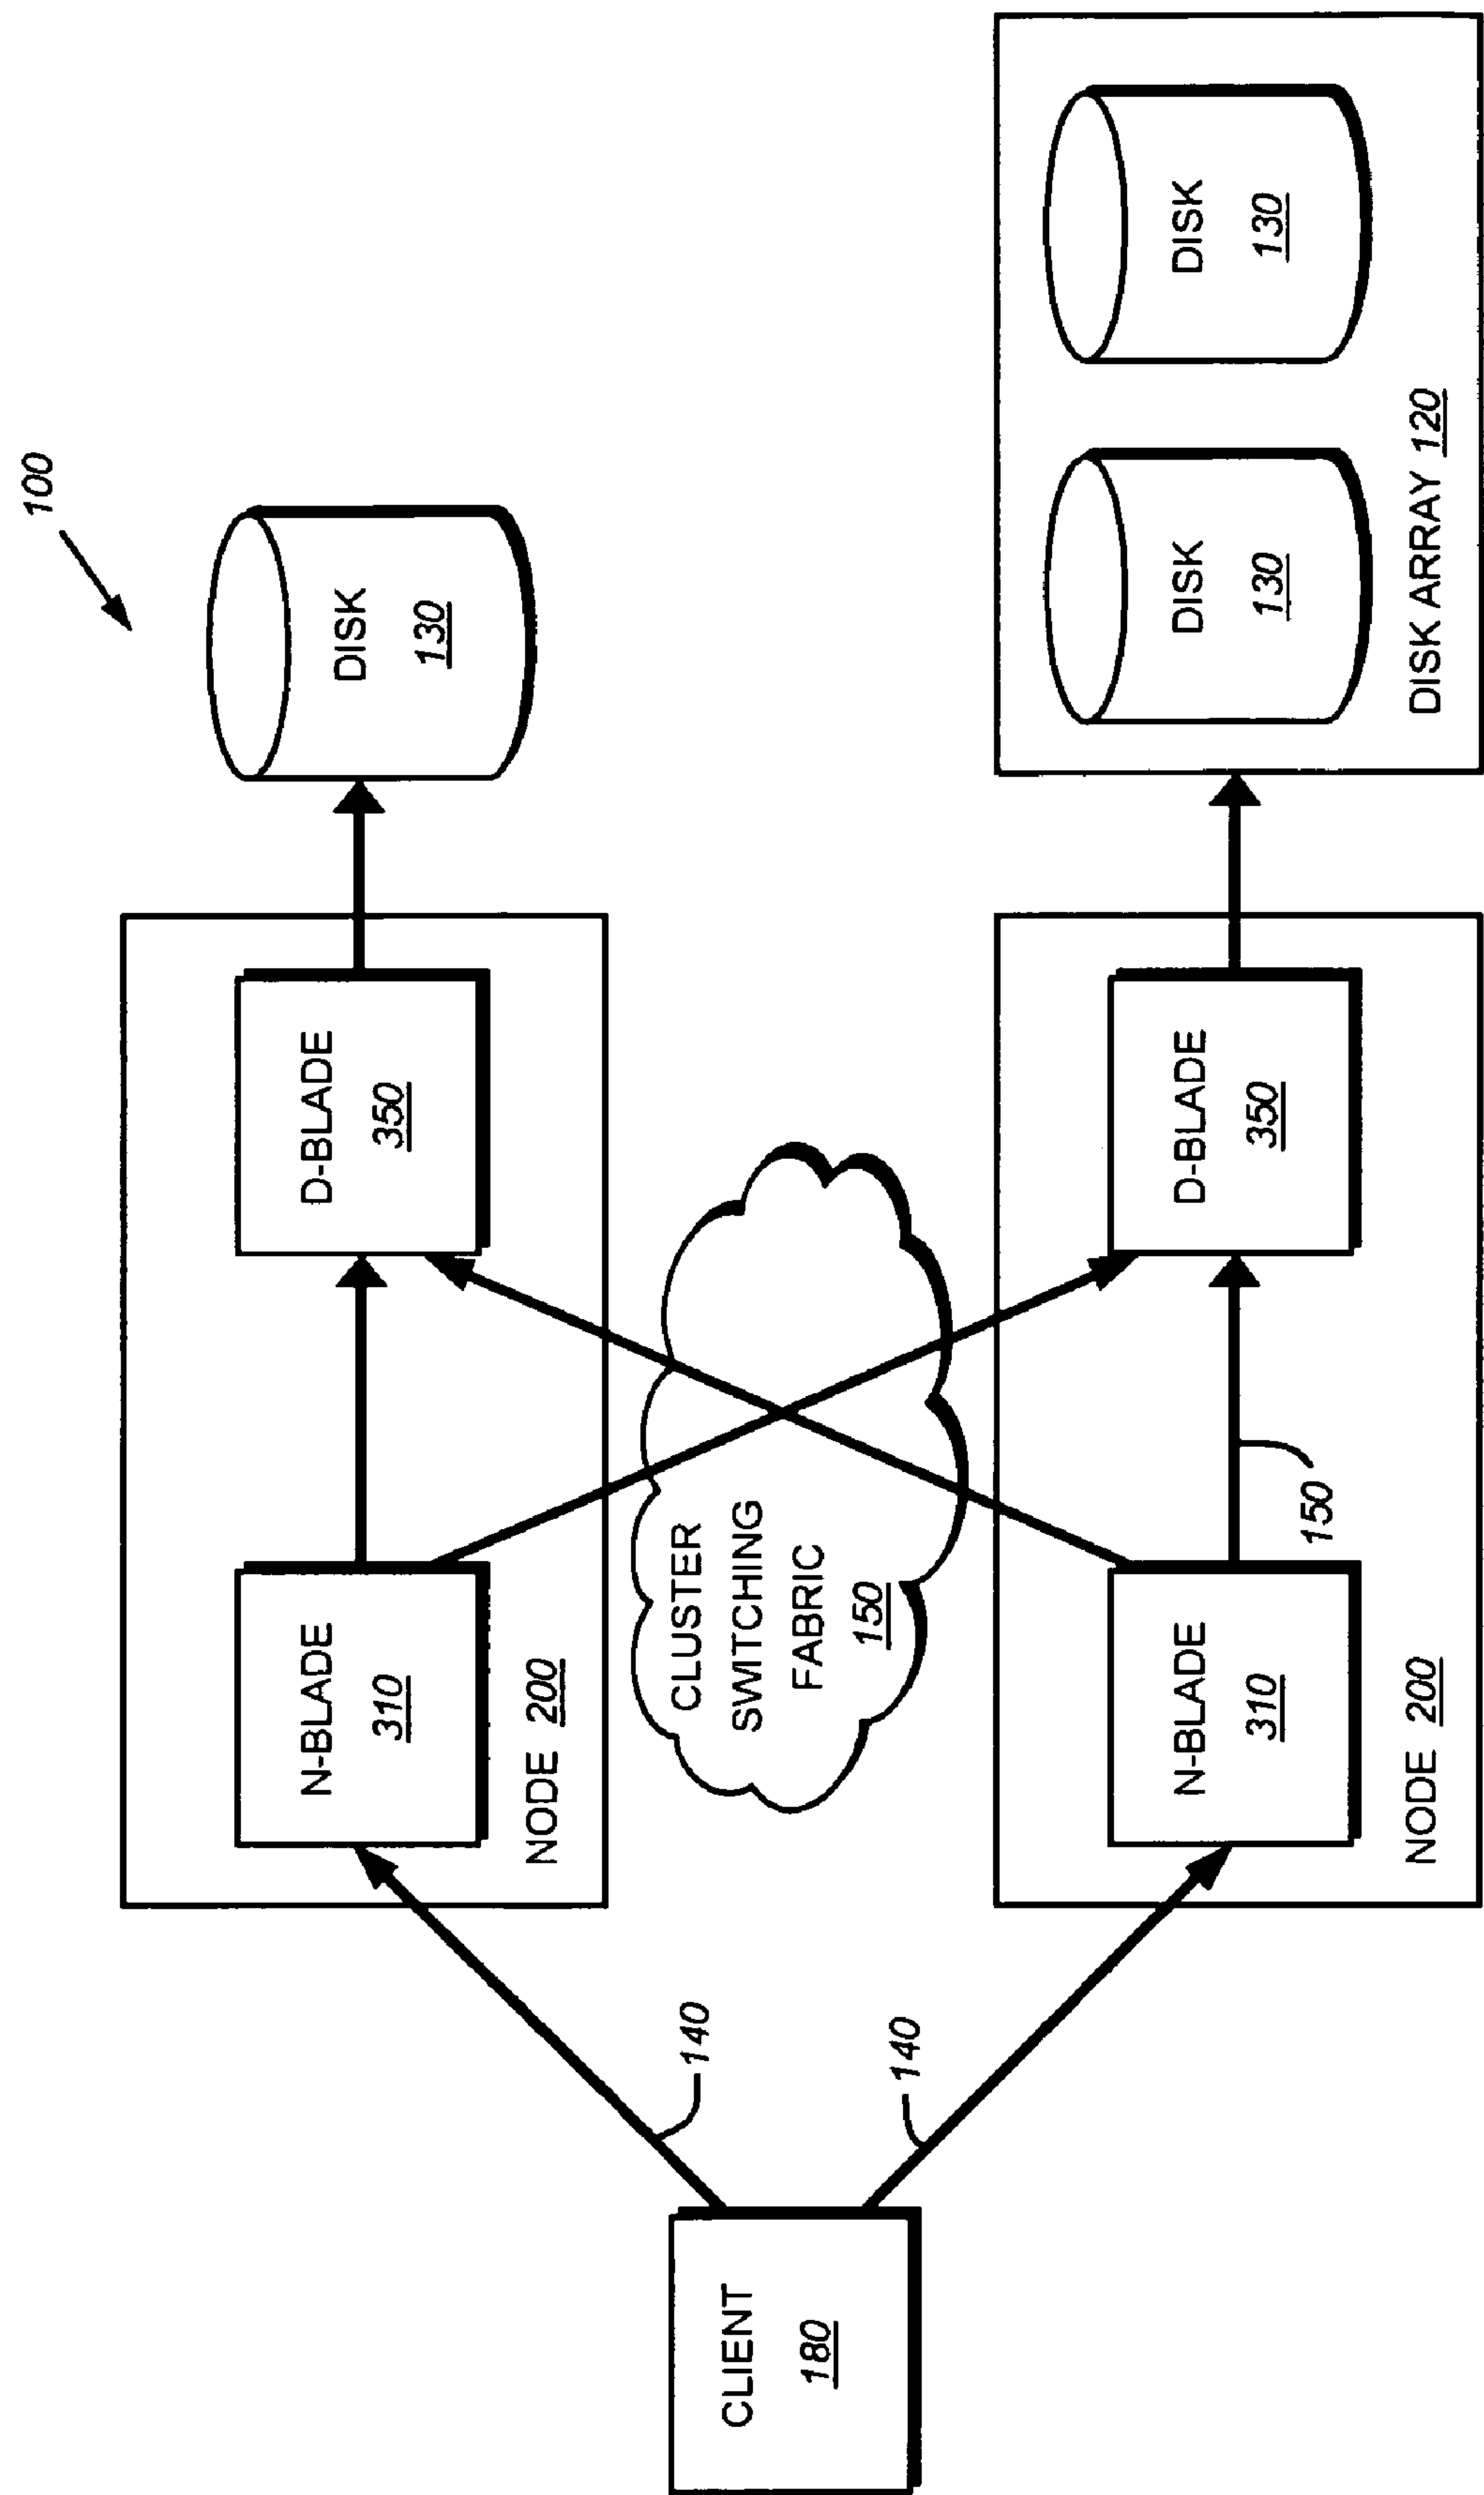 100
CLIENT
180
140
140
N-BLADE
310
NODE 200
D-BLADE
350
DISK
130
CLUSTER
SWITCHING
FABRIC
150
N-BLADE
310
NODE 200
150
D-BLADE
350
DISK
130
DISK
130
DISK ARRAY 120